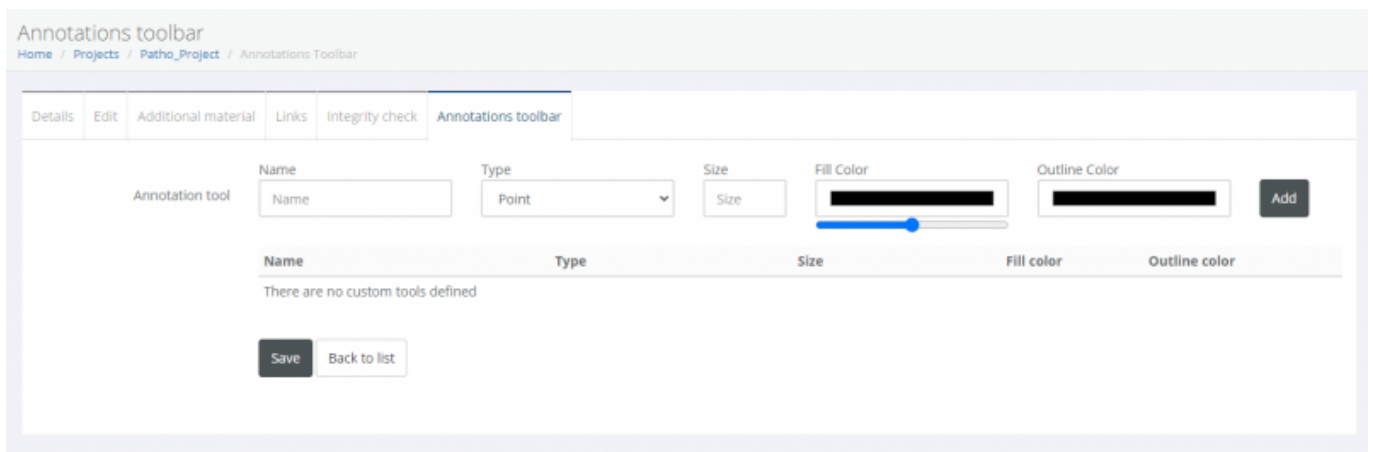 Annotations toolbar
Home / Projects / Patho_Project / Annotations Toolbar
Details Edit Additional material Links Integrity check Annotations toolbar
Name Type Size Fill Color Outline Color
Annotation tool Name Point Size Add
Name Type Size Fill color Outline color
There are no custom tools defined
Save Back to list